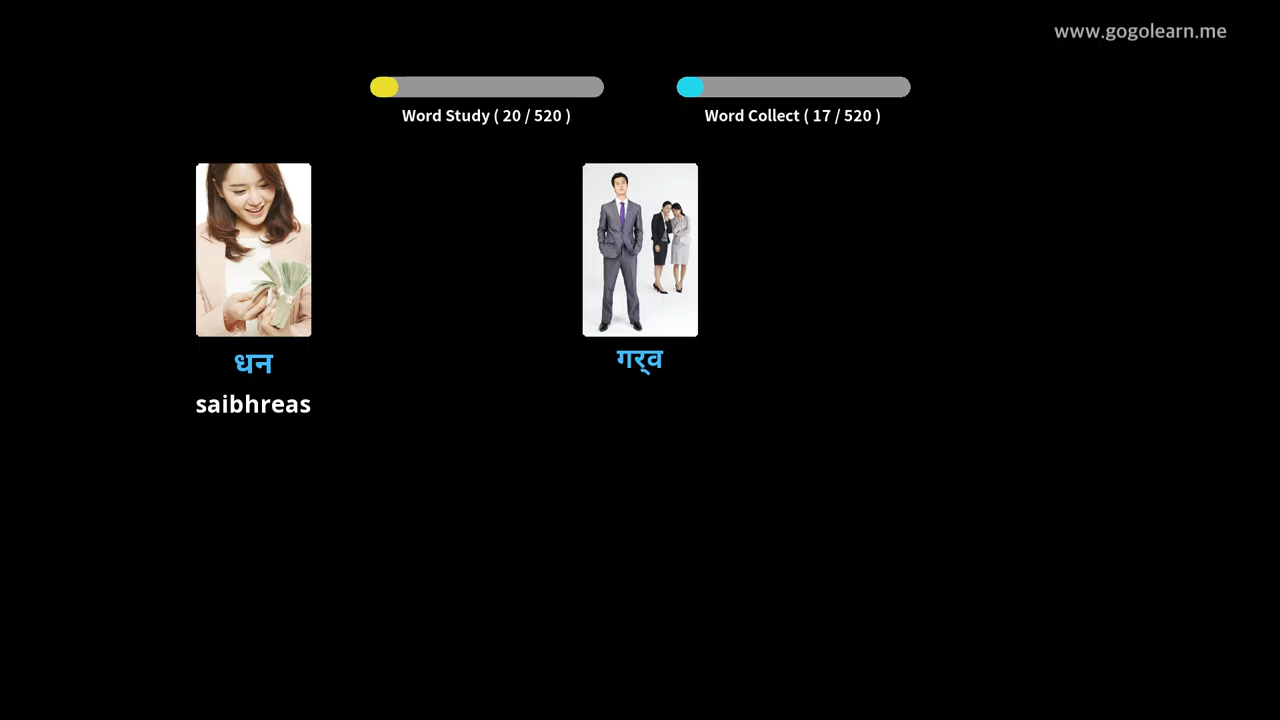 www.gogolearn.me
Word Study ( 20 / 520 )
Word Collect ( 17 / 520 )
धन
saibhreas
गर्‌व